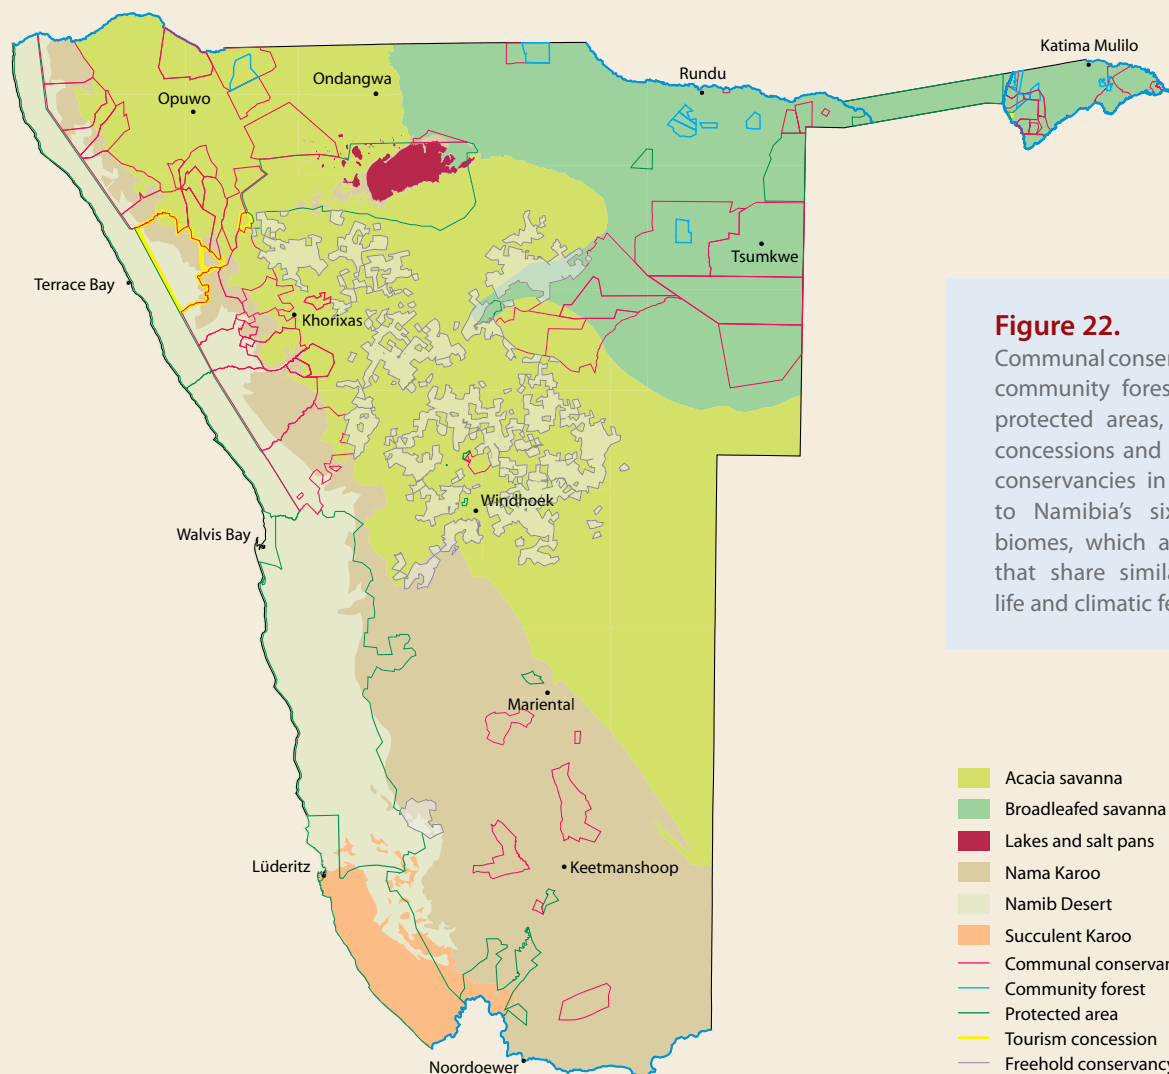 Katima Mulilo
Rundu
Ondangwa
Opuwo
Tsumkwe
Terrace Bay
Khorixas
Figure 22.
Communal conser
community fores
protected areas,
concessions and
conservancies in
to Namibia's six
biomes, which a
that share simila
life and climatic fe
Windhoek
Walvis Bay
Mariental
Lüderitz
Keetmanshoop
Noordoewer
Acacia savanna
Broadleafed savanna
Lakes and salt pans
Nama Karoo
Namib Desert
Succulent Karoo
Communal conservan
Community forest
Protected area
Tourism concession
Freehold conservancy